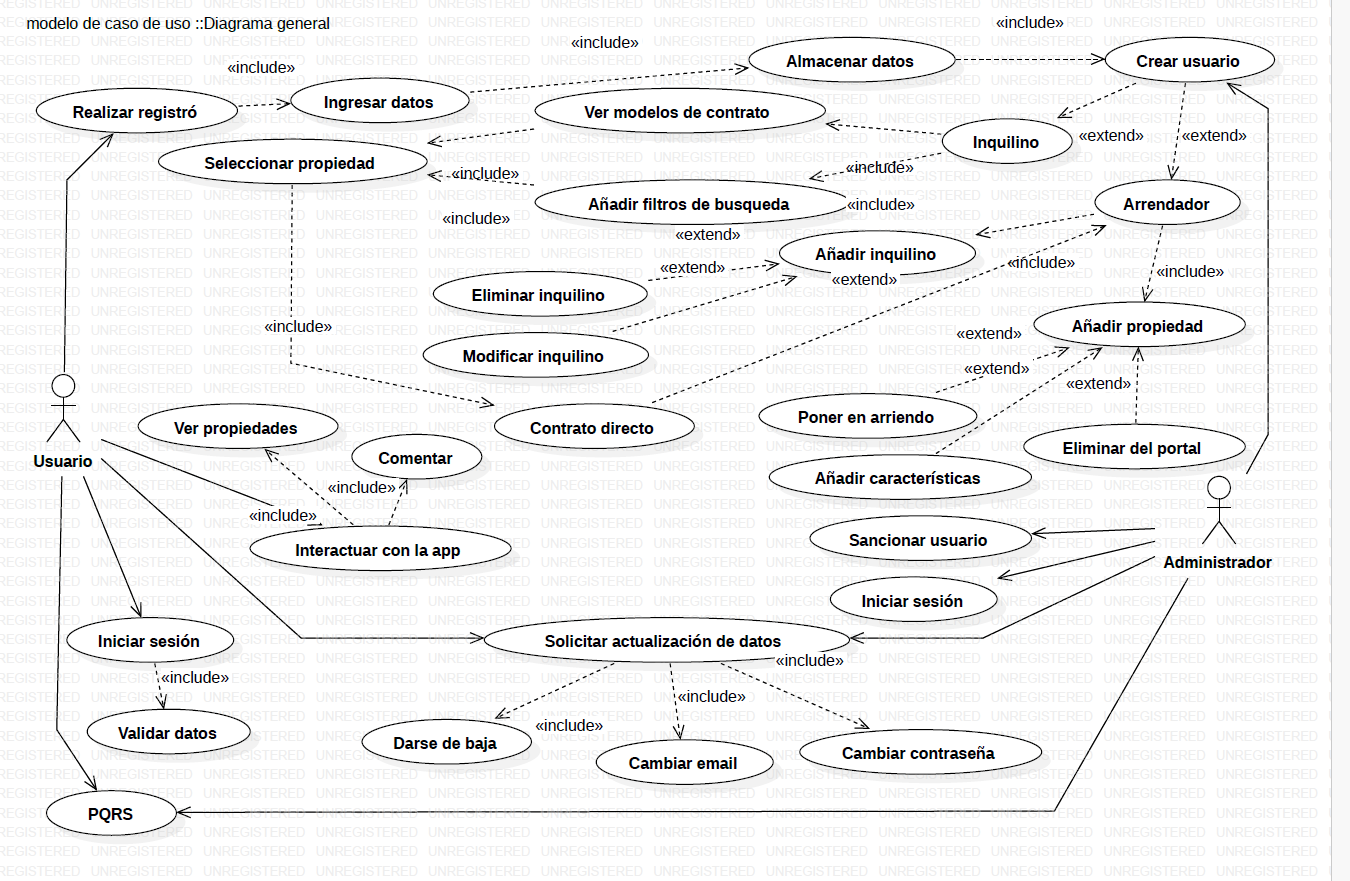 modelo de caso de uso ::Diagrama general
«include»
«include»
«include»
Almacenar datos
Crear usuario
Realizar registró
Ingresar datos
Ver modelos de contrato
Inquilino
«extend»
«extend»
Seleccionar propiedad
«include»
«include»
Añadir filtros de busqueda
«include»
Arrendador
«include»
«extend»
Añadir inquilino
«extend»
«include»
«extend»
«include»
Eliminar inquilino
Modificar inquilino
«include»
Añadir propiedad
«extend»
«extend»
«extend»
Ver propiedades
Contrato directo
Poner en arriendo
Eliminar del portal
Usuario
Comentar
«include»
Añadir características
«include»
Interactuar con la app
Sancionar usuario
Administrador
Iniciar sesión
Iniciar sesión
Solicitar actualización de datos
«include»
«include»
«include»
«include»
Validar datos
Darse de baja
Cambiar email
Cambiar contraseña
PQRS
UNREGISTERED